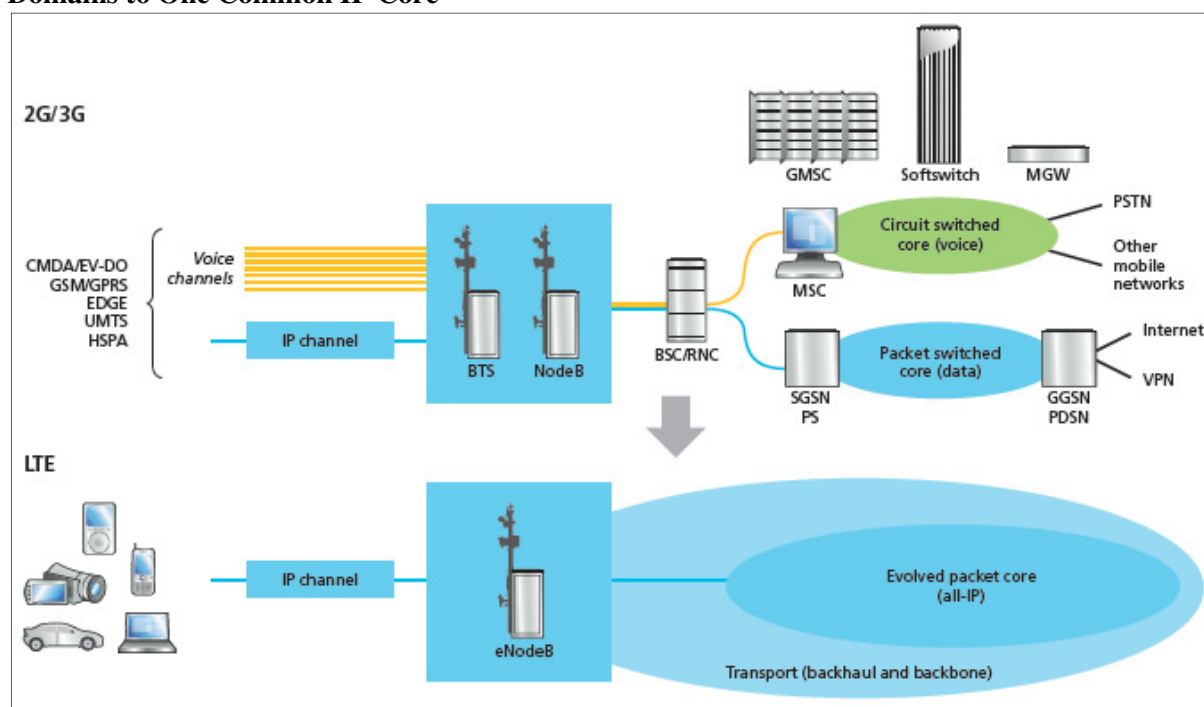 Domains to One Common IP Core
2G/3G
GMSC
Softswitch
MGW
CMDA/EV-DO
GSM/GPRS
EDGE
UMTS
HSPA
Voice
channels
IP channel
BTS
NodeB
BSC/RNC
MSC
Circuit switched
core (voice)
PSTN
Other
mobile
networks
SGSN
PS
Packet switched
core (data)
GGSN
PDSN
Internet
VPN
LTE
IP channel
eNodeB
Evolved packet core
(all-IP)
Transport (backhaul and backbone)